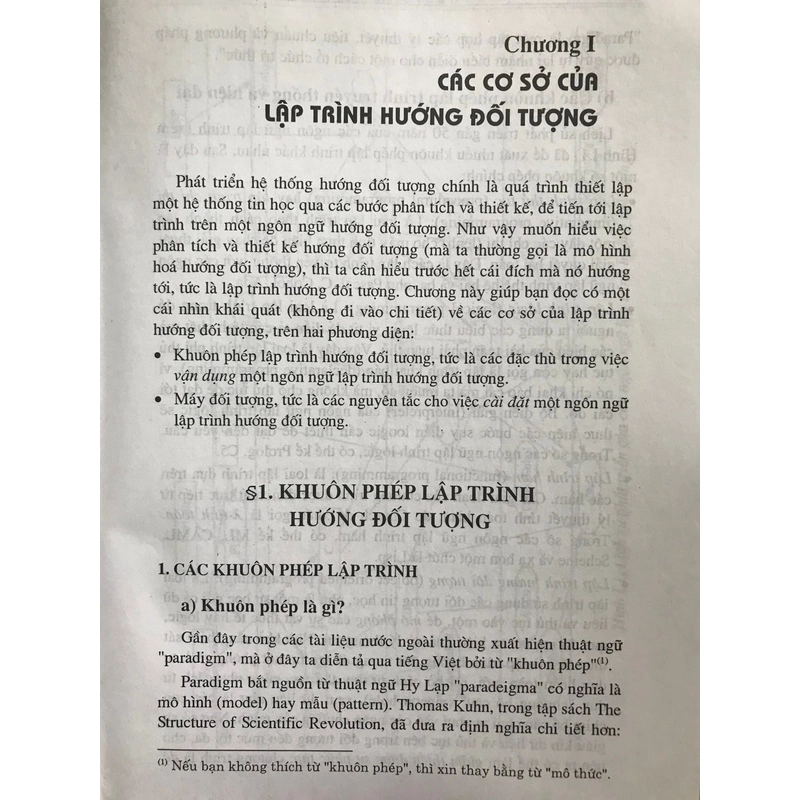 Chương I
CÁC CƠ SỞ CỦA
LẬP TRÌNH HƯỚNG ĐỐI TƯỢNG
Phát triển hệ thống hướng đối tượng chính là quá trình thiết lập
một hệ thống tin học qua các bước phân tích và thiết kế, để tiến tới lập
trình trên một ngôn ngữ hướng đối tượng. Như vậy muốn hiểu việc
phân tích và thiết kế hướng đối tượng (mà ta thường gọi là mô hình
hoá hướng đối tượng), thì ta cần hiểu trước hết cái đích mà nó hướng
tới, tức là lập trình hướng đối tượng. Chương này giúp bạn đọc có một
cái nhìn khái quát (không đi vào chi tiết) về các cơ sở của lập trình
hướng đối tượng, trên hai phương diện:
• Khuôn phép lập trình hướng đối tượng, tức là các đặc thù trong việc
vận dụng một ngôn ngữ lập trình hướng đối tượng.
• Máy đối tượng, tức là các nguyên tắc cho việc cài đặt một ngôn ngữ
lập trình hướng đối tượng.
§1. KHUÔN PHÉP LẬP TRÌNH
HƯỚNG ĐỐI TƯỢNG
1. CÁC KHUÔN PHÉP LẬP TRÌNH
a) Khuôn phép là gì?
Gần đây trong các tài liệu nước ngoài thường xuất hiện thuật ngữ
"paradigm", mà ở đây ta diễn tả qua tiếng Việt bởi từ "khuôn phép"(1).
Paradigm bắt nguồn từ thuật ngữ Hy Lạp "paradeigma" có nghĩa là
mô hình (model) hay mẫu (pattern). Thomas Kuhn, trong tập sách The
Structure of Scientific Revolution, đã đưa ra định nghĩa chi tiết hơn:
(1) Nếu bạn không thích từ "khuôn phép", thì xin thay bằng từ "mô thức".